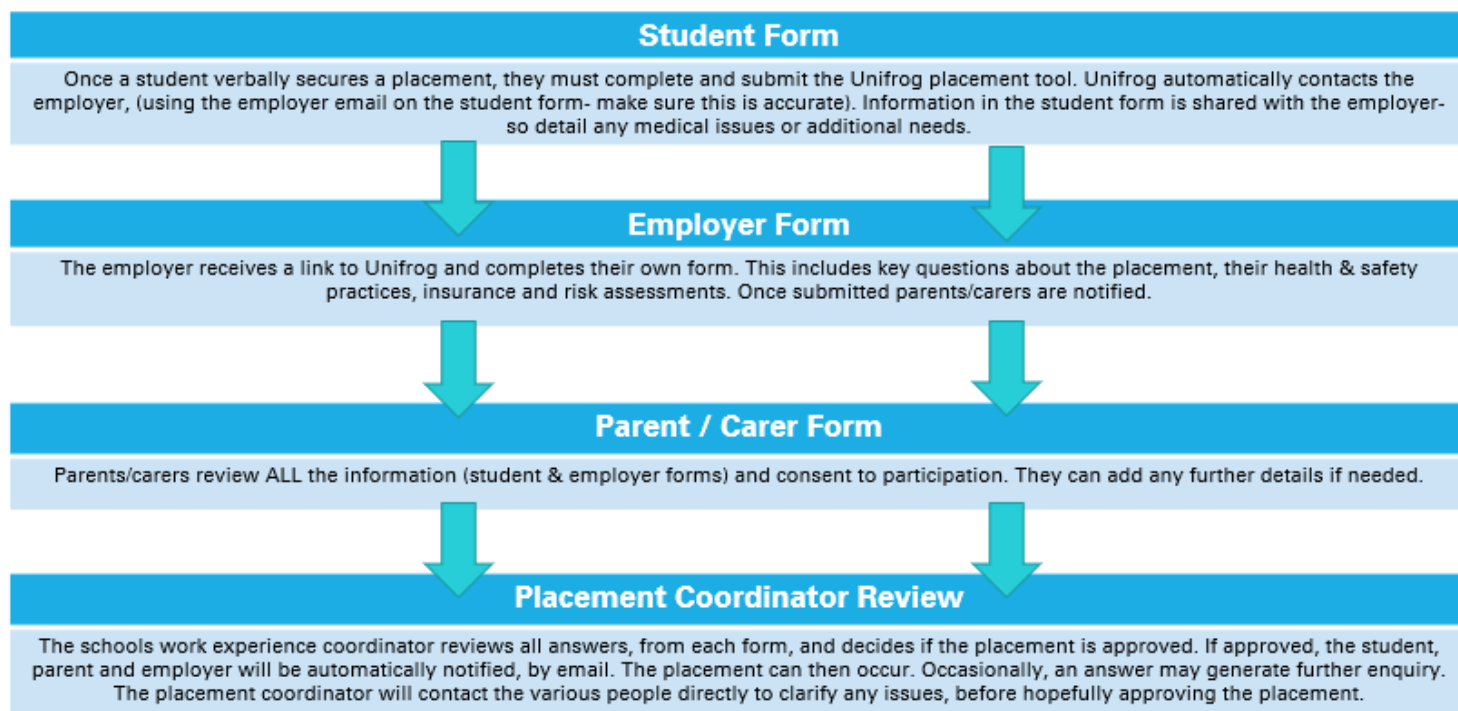 Student Form
Once a student verbally secures a placement, they must complete and submit the Unifrog placement tool. Unifrog automatically contacts the
employer, (using the employer email on the student form- make sure this is accurate). Information in the student form is shared with the employer-
so detail any medical issues or additional needs.
Employer Form
The employer receives a link to Unifrog and completes their own form. This includes key questions about the placement, their health & safety
practices, insurance and risk assessments. Once submitted parents/carers are notified.
Parent / Carer Form
Parents/carers review ALL the information (student & employer forms) and consent to participation. They can add any further details if needed.
Placement Coordinator Review
The schools work experience coordinator reviews all answers, from each form, and decides if the placement is approved. If approved, the student,
parent and employer will be automatically notified, by email. The placement can then occur. Occasionally, an answer may generate further enquiry.
The placement coordinator will contact the various people directly to clarify any issues, before hopefully approving the placement.